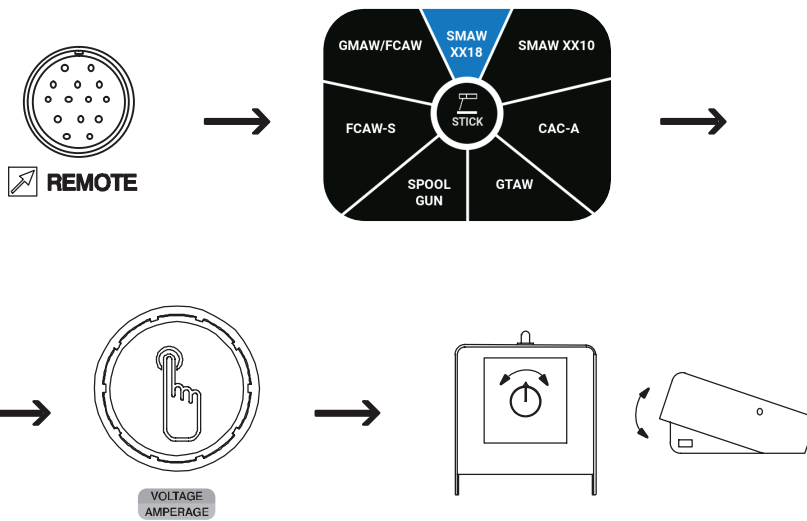 SMAW
XX18
GMAW/FCAW
SMAW XX10
STICK
FCAW-S
CAC-A
SPOOL
GUN
GTAW
REMOTE
VOLTAGE
AMPERAGE